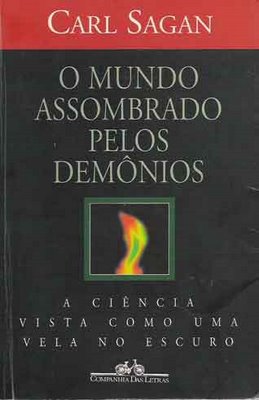 CARL SAGAN
O MUNDO
ASSOMBRADO
PELOS
DEMÔNIOS
A CIÊNCIA
VISTA COMO UMA
VELA NO ESCURO
COMPANHIA DAS LETRAS